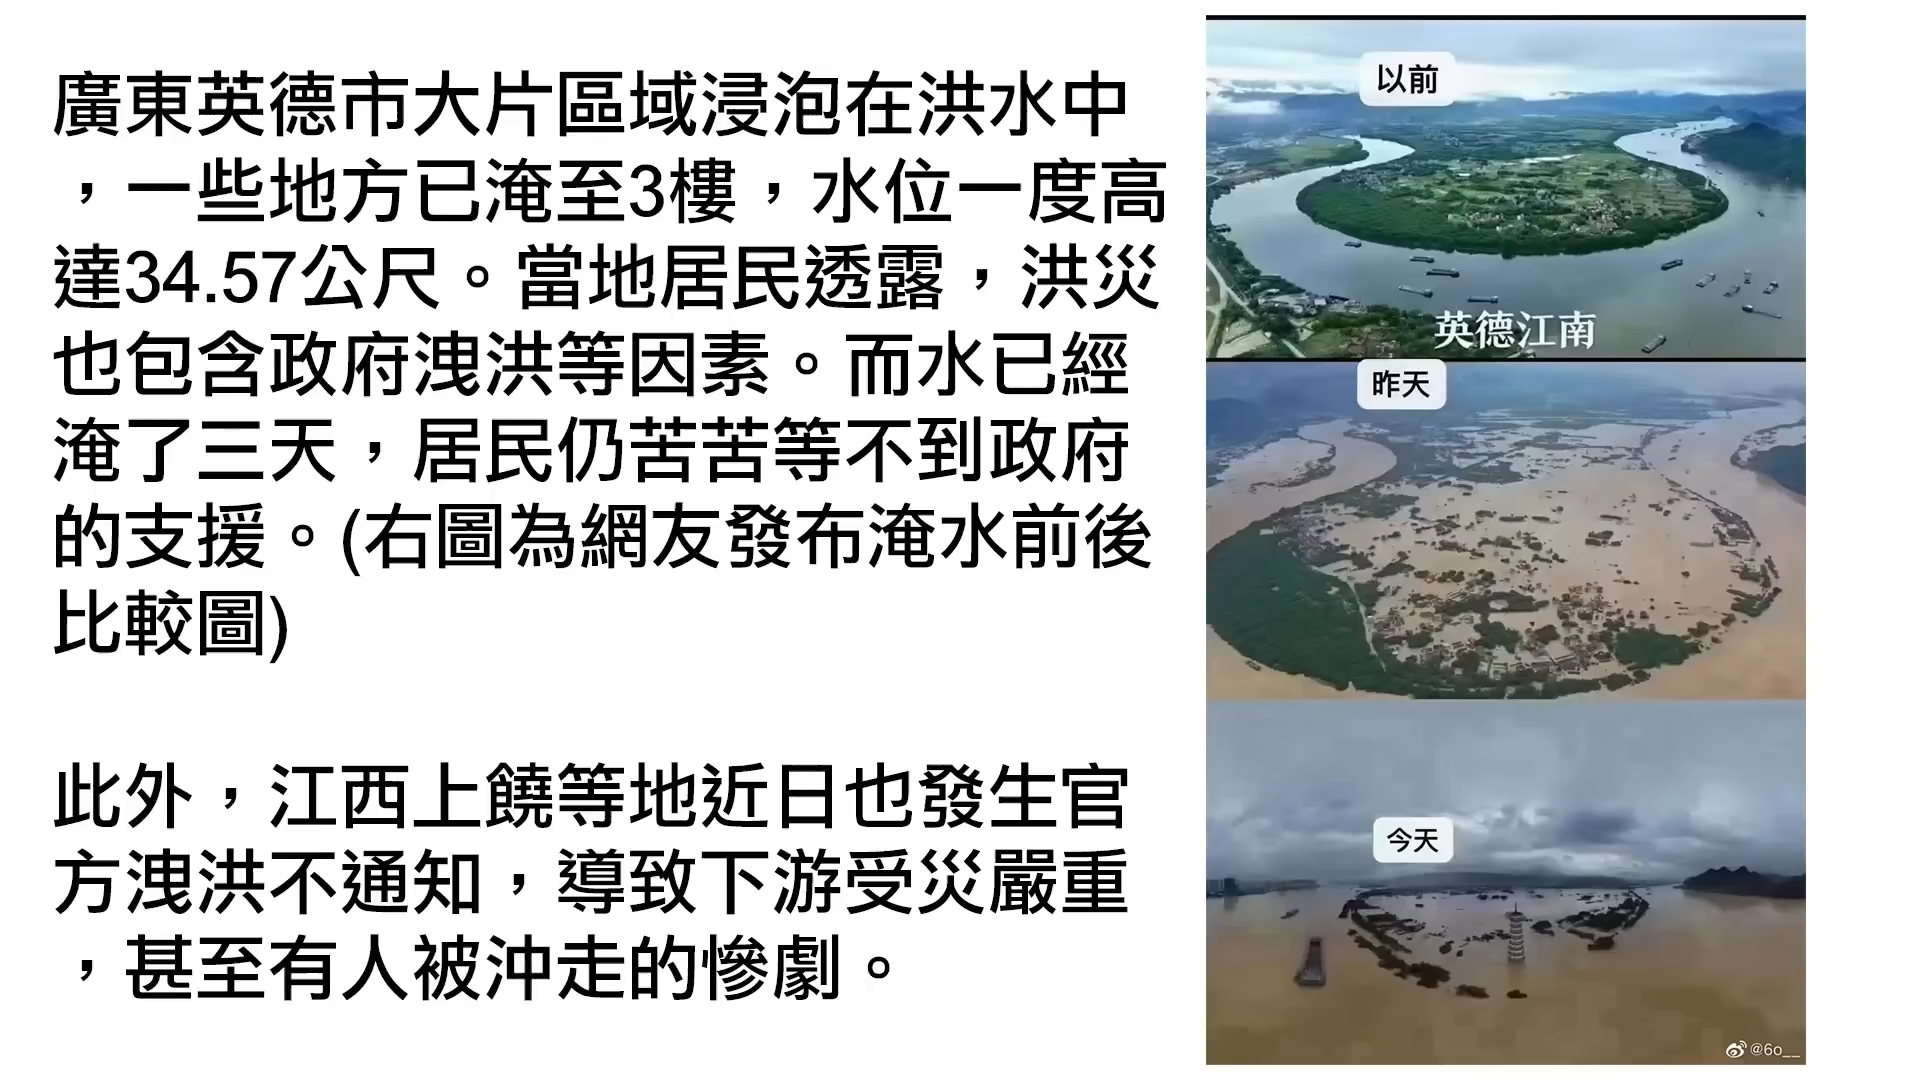 廣東英德市大片區域浸泡在洪水中
，一些地方已淹至3樓，水位一度高
達34.57公尺。當地居民透露，洪災
也包含政府洩洪等因素。而水已經
淹了三天，居民仍苦苦等不到政府
的支援。(右圖為網友發布淹水前後
比較圖)
此外，江西上饒等地近日也發生官
方洩洪不通知，導致下游受災嚴重
，甚至有人被沖走的慘劇。
以前
英德江南
昨天
今天
@6o__